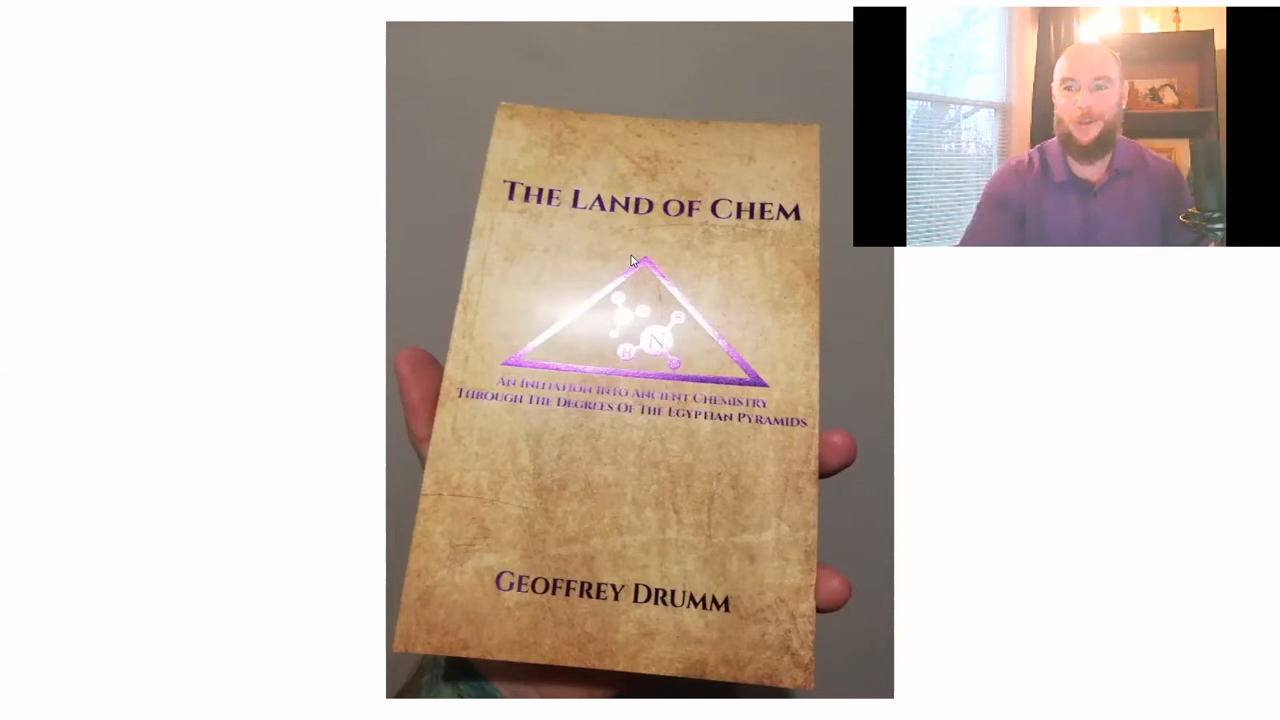 The Land of Chem
N
H
An Initiation Into Ancient Chemistry
Through The Degrees Of The Egyptian Pyramids
Geoffrey Drumm